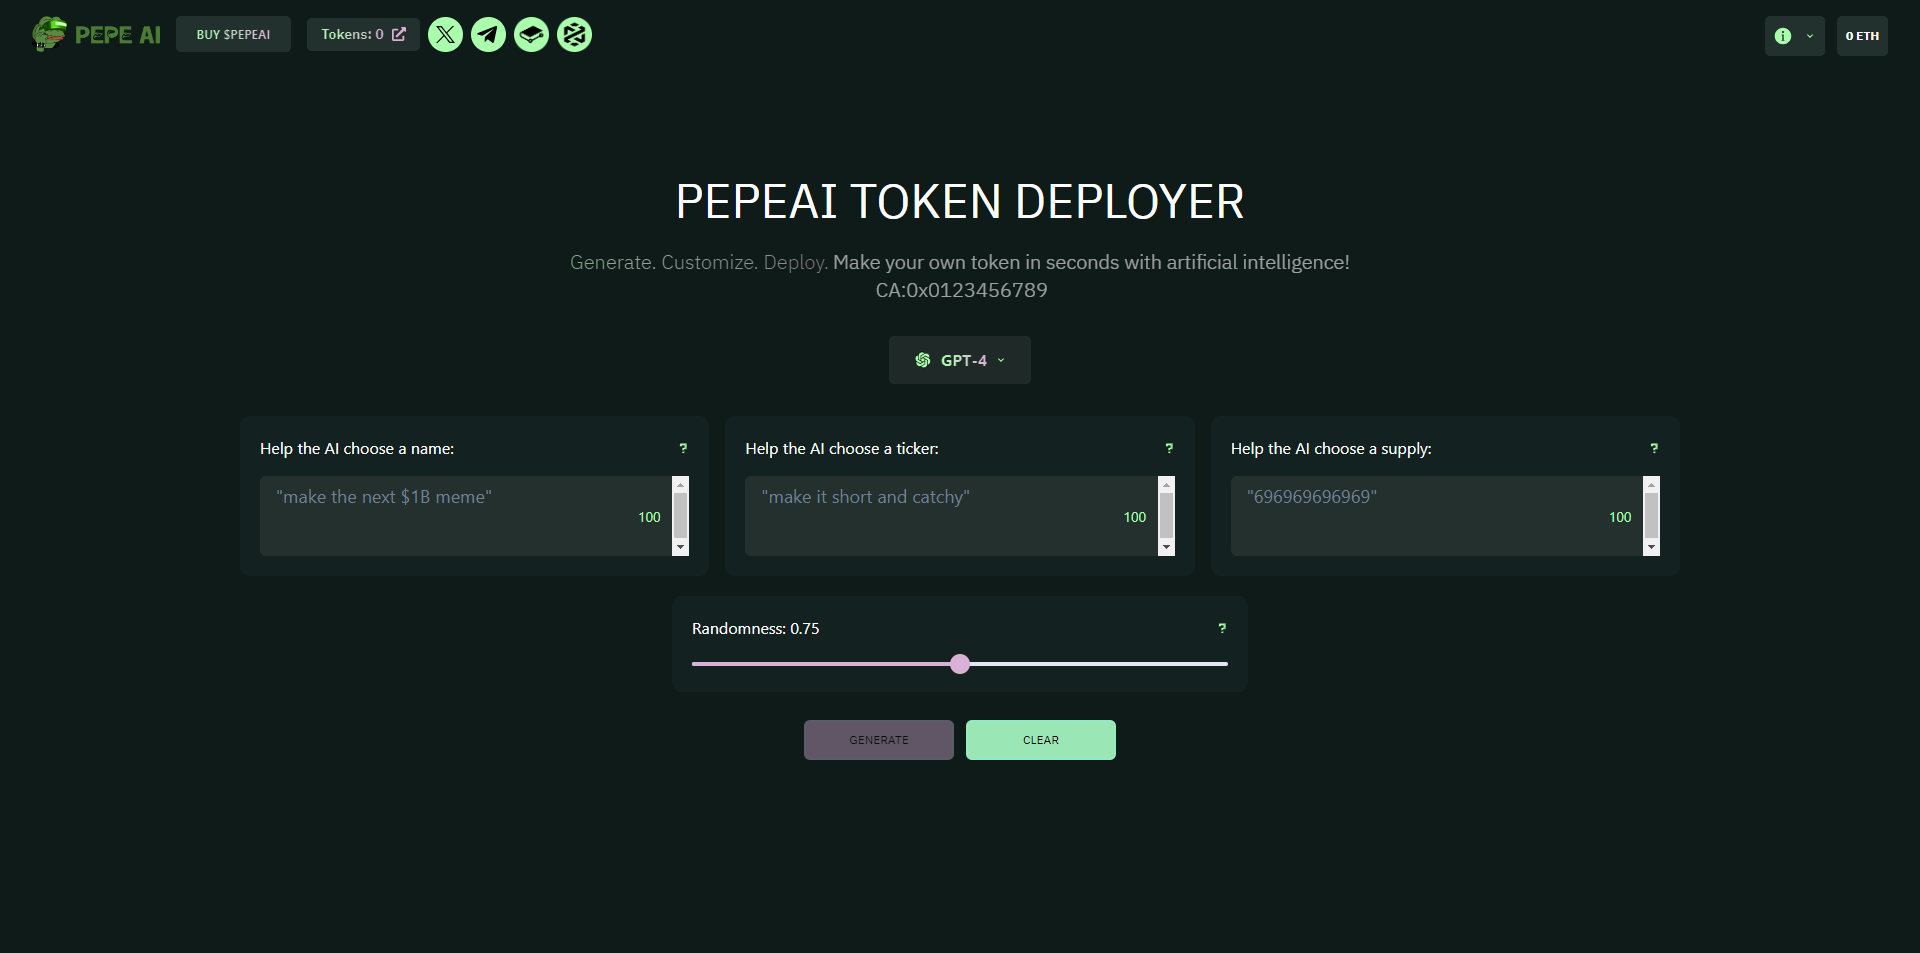 PEPE AI
BUY $PEPEAI
Tokens: 0
0 ETH
PEPEAI TOKEN DEPLOYER
Generate. Customize. Deploy. Make your own token in seconds with artificial intelligence!
CA:0x0123456789
GPT-4
Help the AI choose a name: ?
"make the next $1B meme"
100
Help the AI choose a ticker: ?
"make it short and catchy"
100
Help the AI choose a supply: ?
"696969696969"
100
Randomness: 0.75 ?
GENERATE
CLEAR